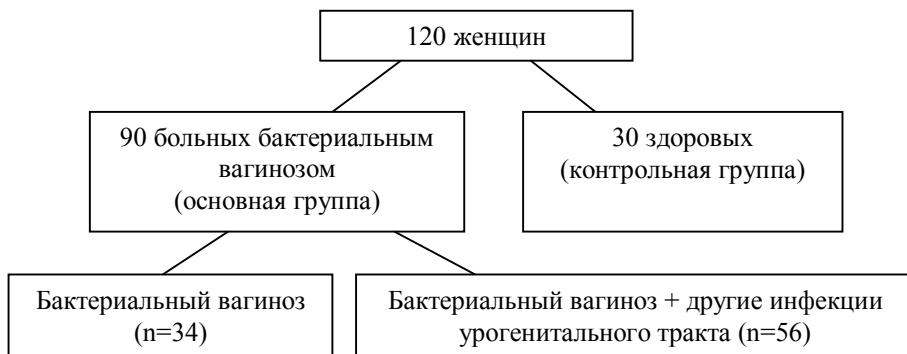 120 женщин
90 больных бактериальным
вагинозом
(основная группа)
30 здоровых
(контрольная группа)
Бактериальный вагиноз
(n=34)
Бактериальный вагиноз + другие инфекции
урогенитального тракта (n=56)